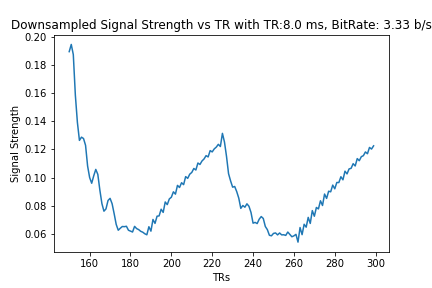 Downsampled Signal Strength vs TR with TR:8.0 ms, BitRate: 3.33 b/s
0.20
0.18
0.16
0.14
0.12
0.10
0.08
0.06
Signal Strength
160 180 200 220 240 260 280 300
TRs